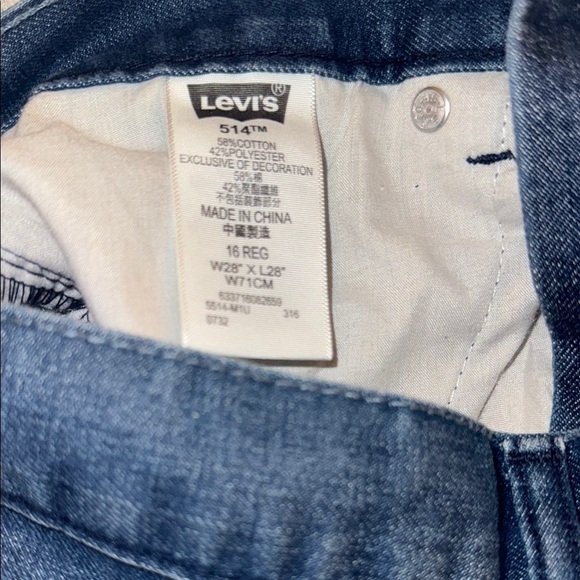 LEVI'S®
514™
58%COTTON
42%POLYESTER
EXCLUSIVE OF DECORATION
58%棉
42%聚酯纖維
不包括裝飾部分
MADE IN CHINA
中國製造
16 REG
W28" X L28"
W71CM
633716082659
5514-M1U 316
0732